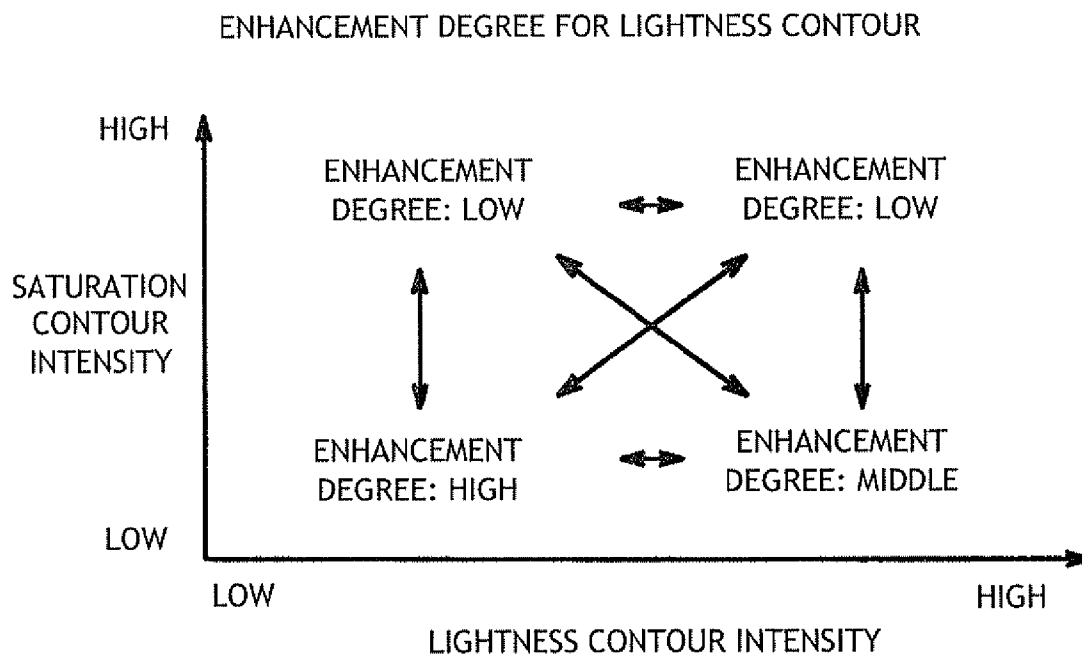 ENHANCEMENT DEGREE FOR LIGHTNESS CONTOUR
HIGH
ENHANCEMENT
DEGREE: LOW
ENHANCEMENT
DEGREE: LOW
SATURATION
CONTOUR
INTENSITY
ENHANCEMENT
DEGREE: HIGH
ENHANCEMENT
DEGREE: MIDDLE
LOW
LOW
HIGH
LIGHTNESS CONTOUR INTENSITY